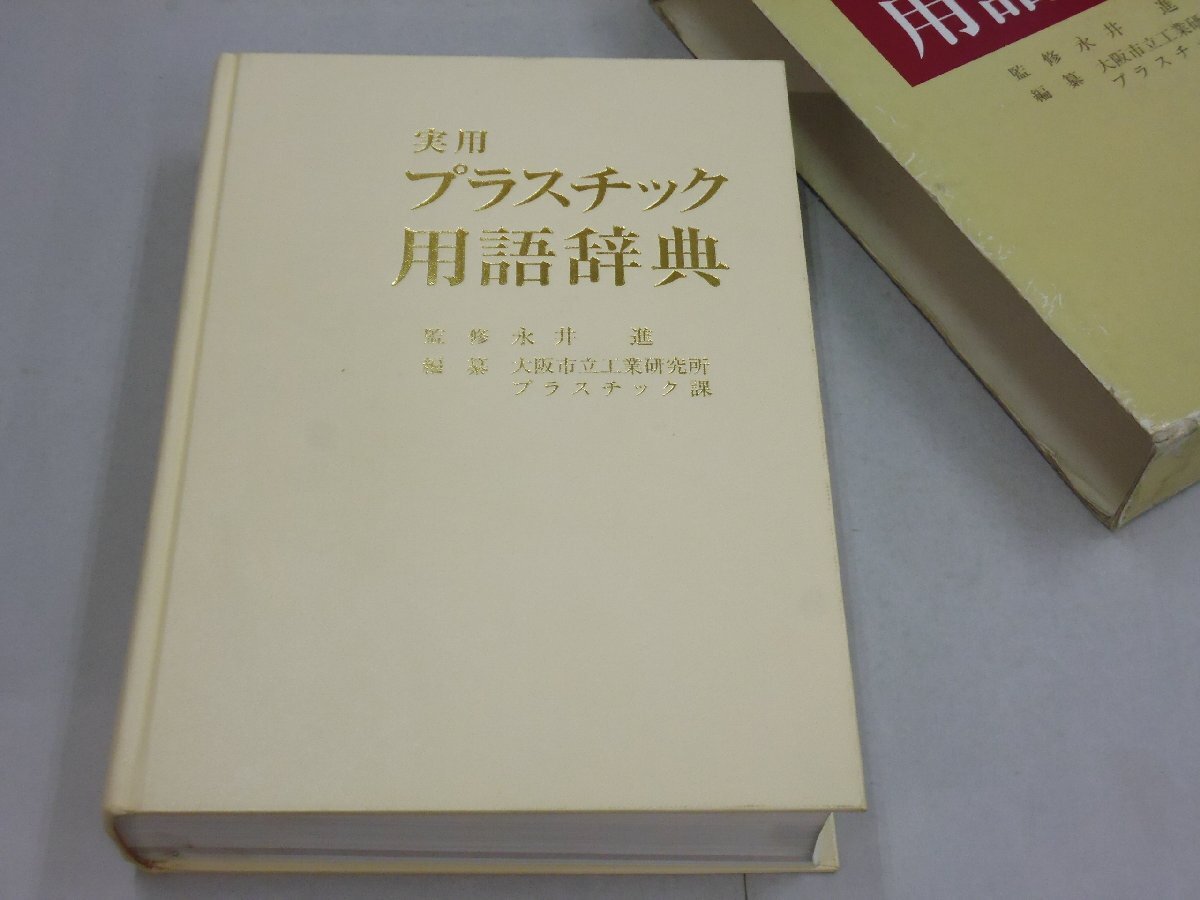 実用
プラスチック
用語辞典
監修 永井 進
編纂 大阪市立工業研究所
プラスチック課
用語
監修 永井 進
編纂 大阪市立工業研
プラスチ